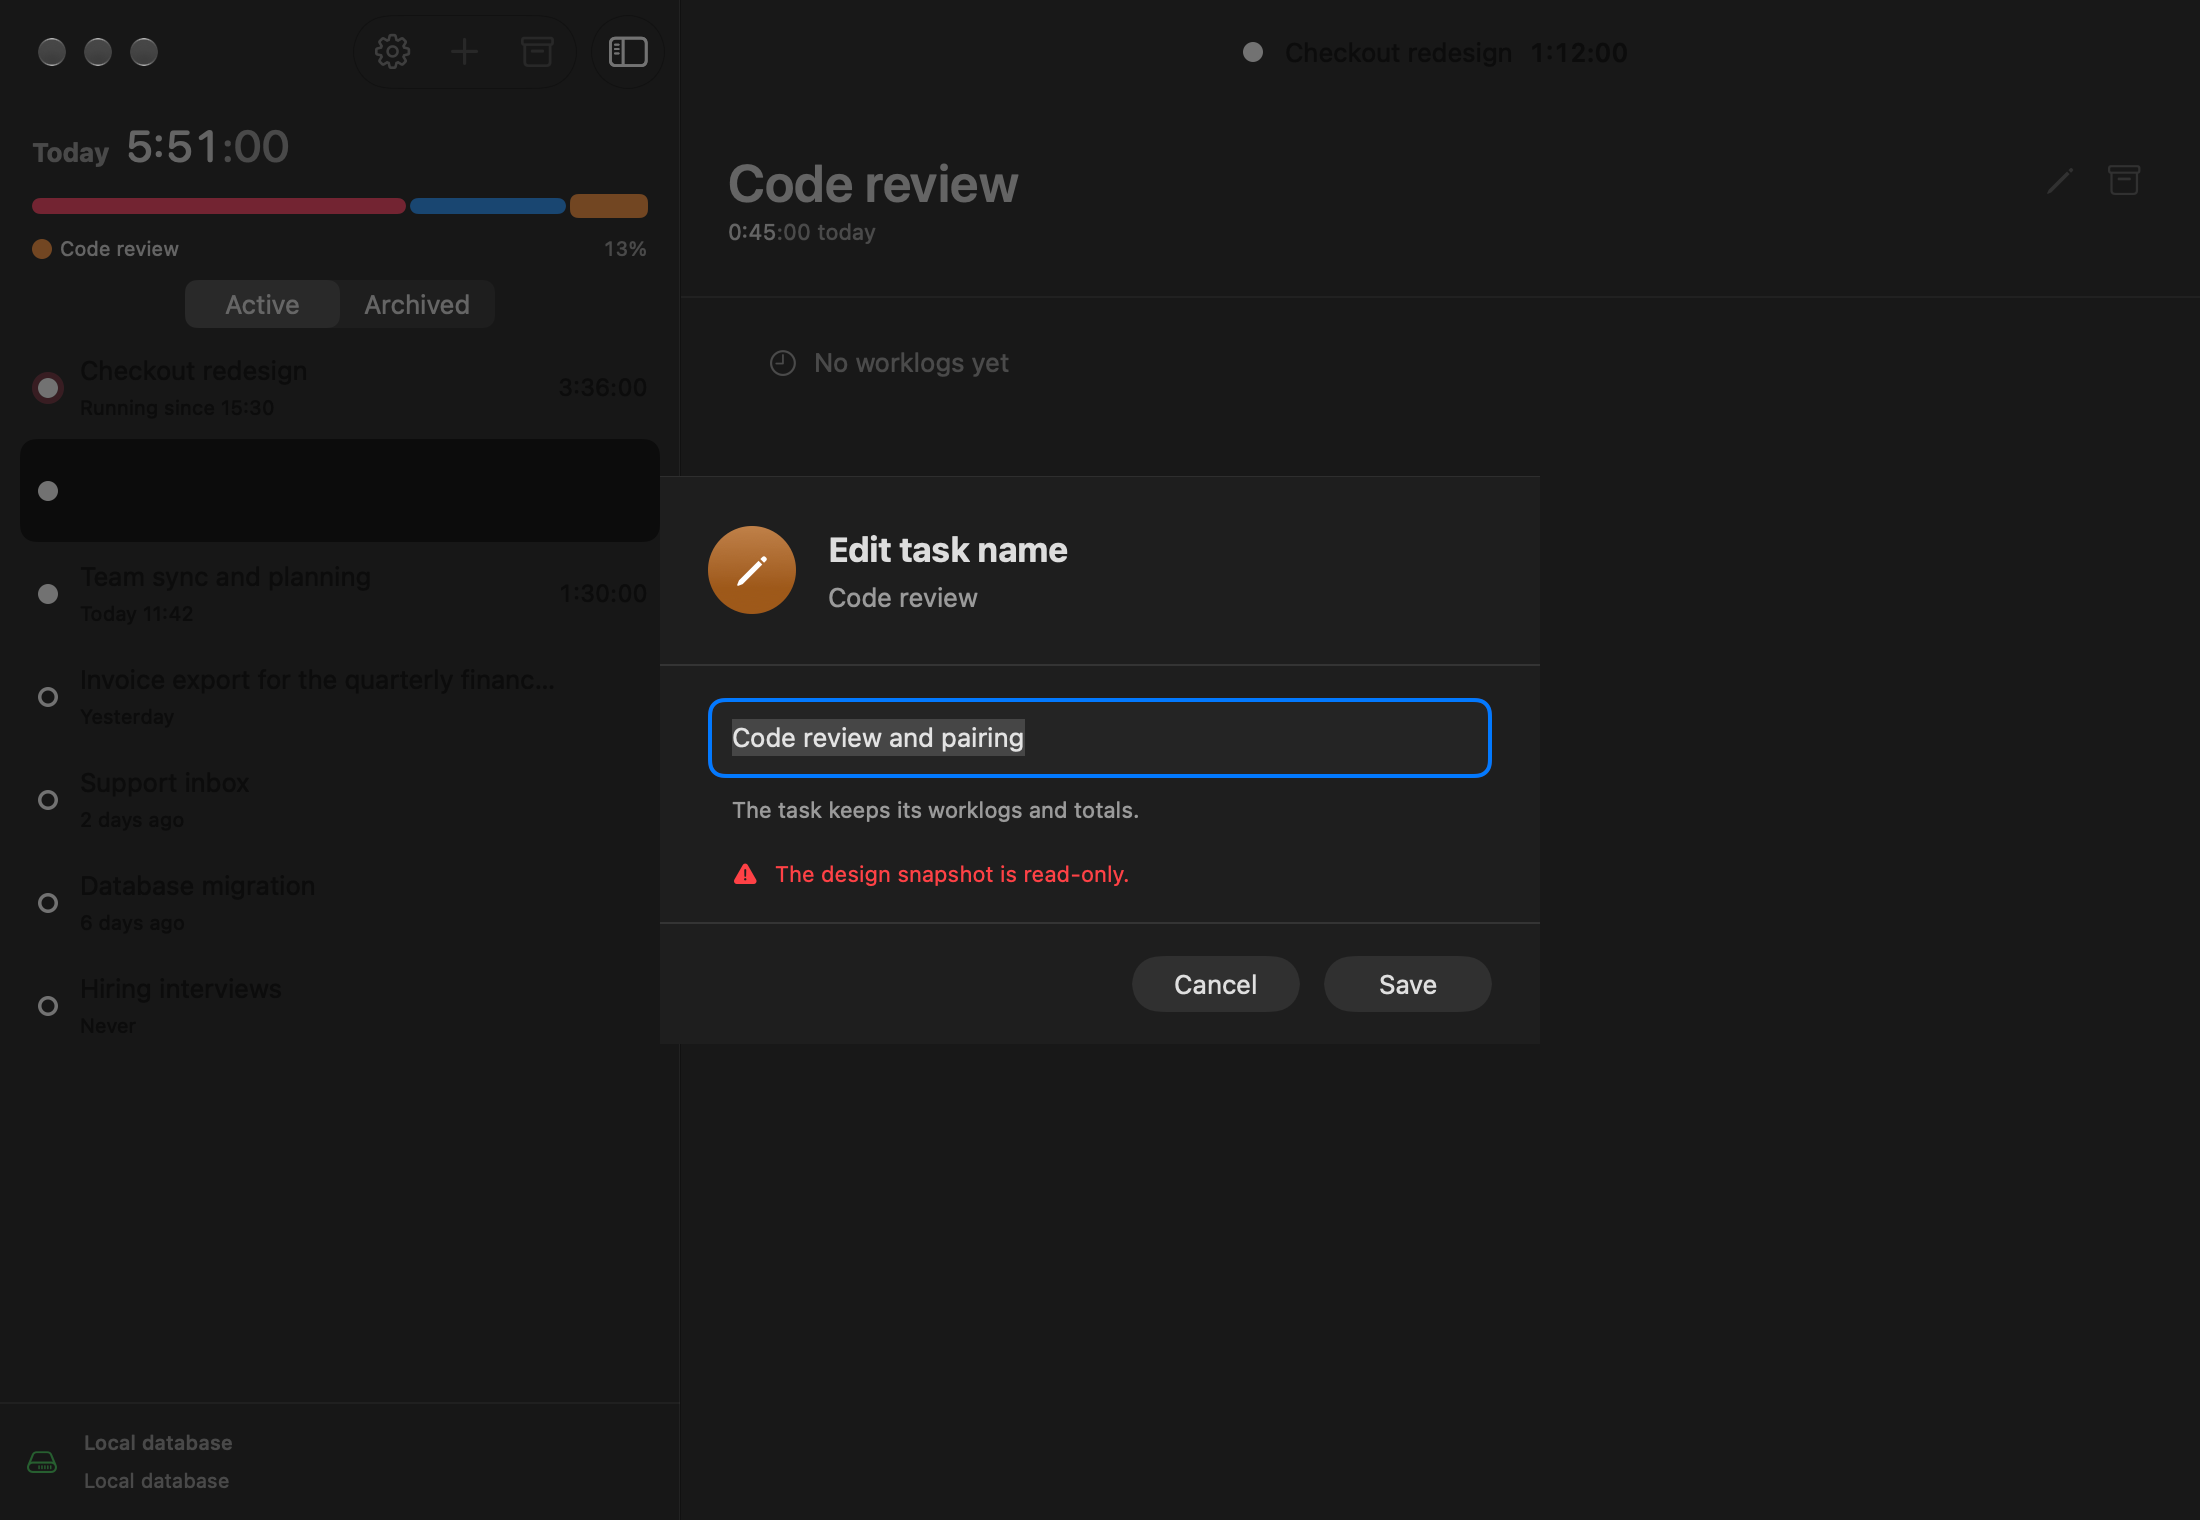 Today 5:51:00
Code review 13%
Active Archived
Checkout redesign 3:36:00
Running since 15:30
Team sync and planning 1:30:00
Today 11:42
Invoice export for the quarterly financ...
Yesterday
Support inbox
2 days ago
Database migration
6 days ago
Hiring interviews
Never
Local database
Local database
Checkout redesign 1:12:00
Code review
0:45:00 today
No worklogs yet
Edit task name
Code review
Code review and pairing
The task keeps its worklogs and totals.
The design snapshot is read-only.
Cancel Save